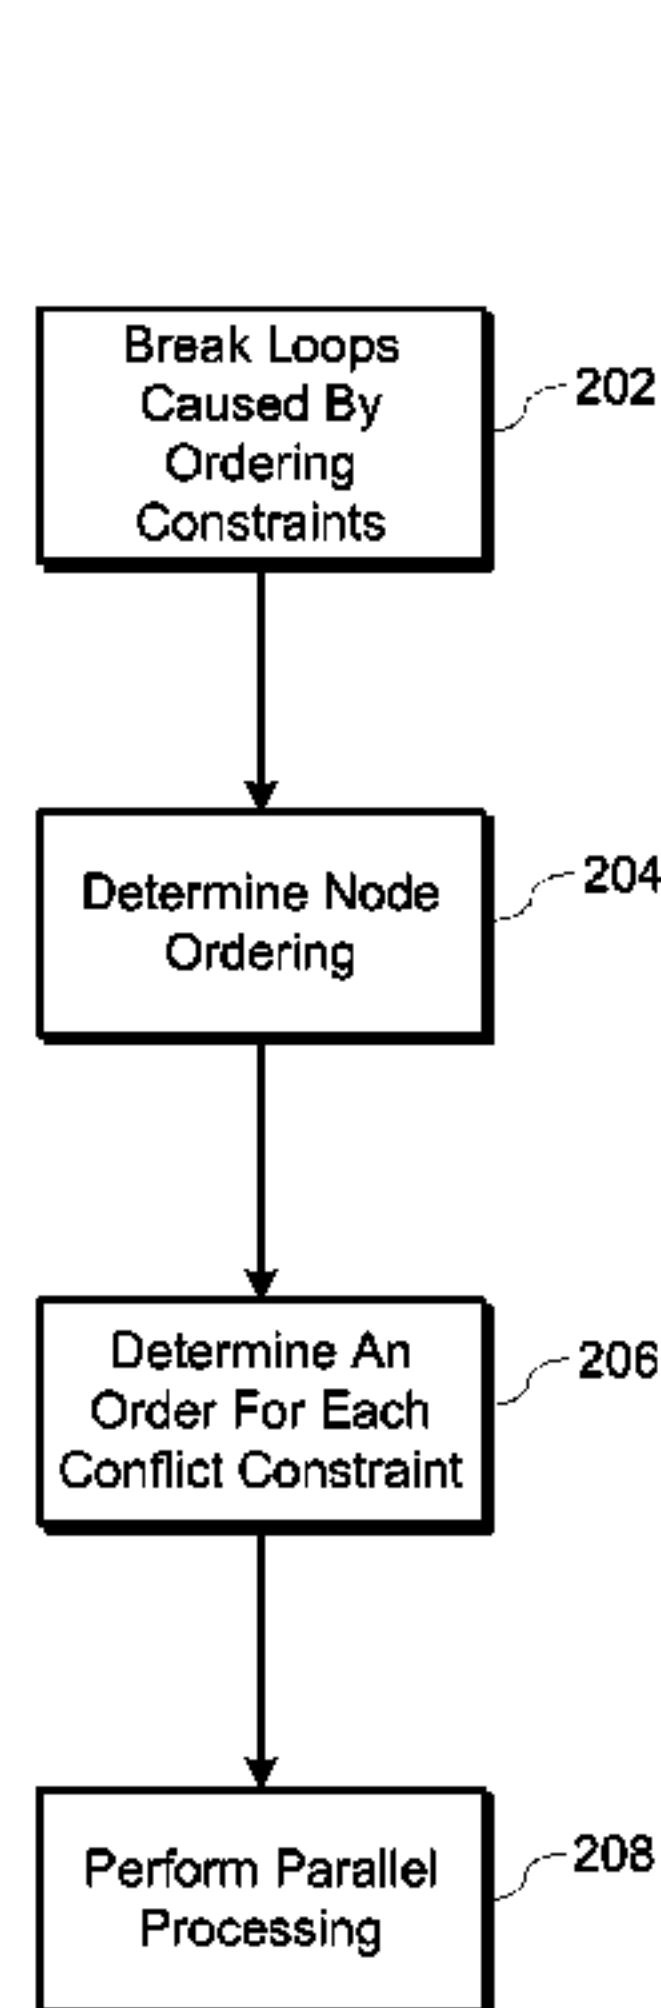 Break Loops
Caused By
Ordering
Constraints
202
Determine Node
Ordering
204
Determine An
Order For Each
Conflict Constraint
206
Perform Parallel
Processing
208